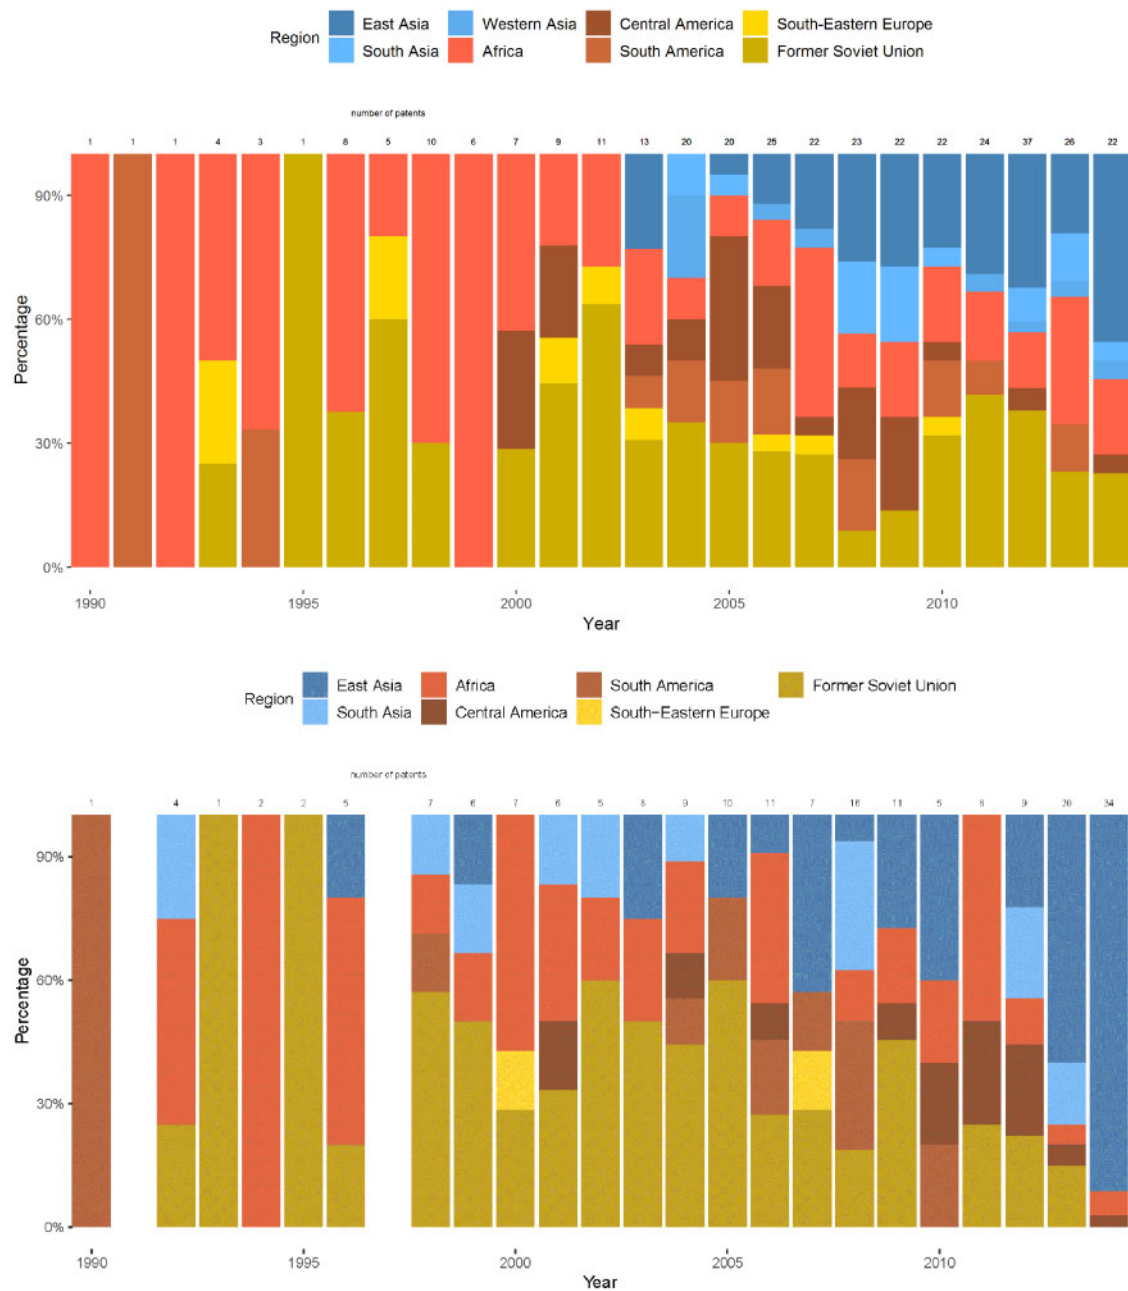 East Asia Western Asia Central America South-Eastern Europe
Region
South Asia Africa South America Former Soviet Union
number of patents
1 1 1 4 3 1 8 5 10 6 7 9 11 13 20 20 25 22 23 22 22 24 37 26 22
90%
60%
30%
0%
Percentage
1990 1995 2000 2005 2010
Year
East Asia Africa South America Former Soviet Union
Region
South Asia Central America South-Eastern Europe
number of patents
1 4 1 2 2 5 7 6 7 6 5 8 9 10 11 7 16 11 5 8 9 20 34
90%
60%
30%
0%
Percentage
1990 1995 2000 2005 2010
Year